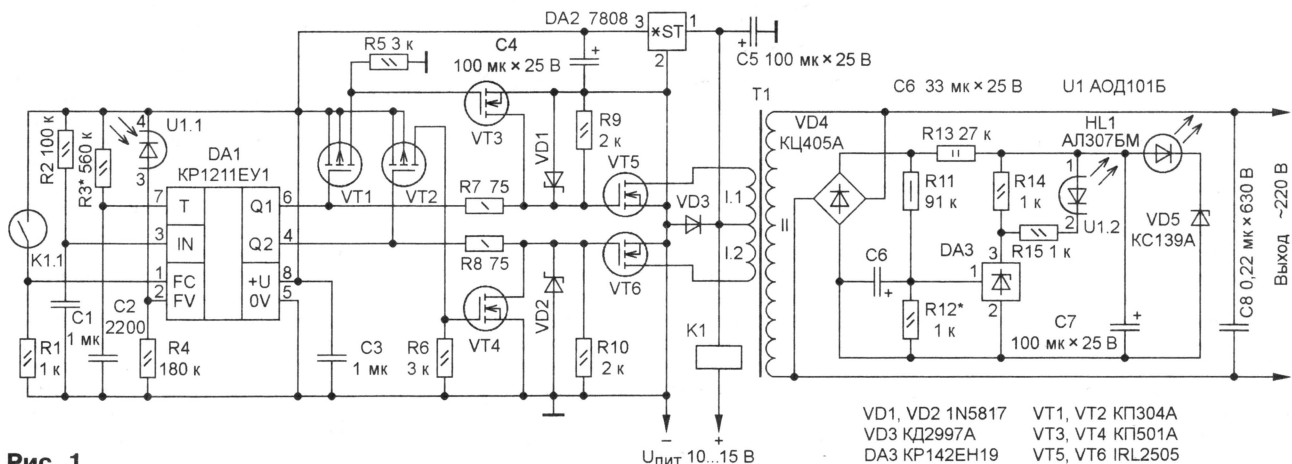 DA2 7808
3
*ST
1
2
R5 3 к
C4
100 мк × 25 В
+
+
C5 100 мк × 25 В
VT3
VD1
R9
2 к
VT5
VT1
VT2
R7 75
R8 75
VT4
VD2
VT6
R6
3 к
R10
2 к
VD3
I.1
I.2
II
T1
K1
R2 100 к
R3* 560 к
4
U1.1
3
DA1
КР1211ЕУ1
7
T
Q1
6
3
IN
Q2
4
1
FC
+U
8
2
FV
0V
5
K1.1
R1
1 к
C1
1 мк
C2
2200
R4
180 к
C3
1 мк
–
+
Uпит 10...15 В
C6 33 мк × 25 В
U1 АОД101Б
VD4
КЦ405А
R13 27 к
HL1
АЛ307БМ
R11
91 к
R14
1 к
1
U1.2
2
R15 1 к
VD5
КС139А
C6
+
DA3
3
1
2
R12*
1 к
C7
100 мк × 25 В
+
C8 0,22 мк × 630 В
Выход ~220 В
VD1, VD2 1N5817
VT1, VT2 КП304А
VD3 КД2997А
VT3, VT4 КП501А
DA3 КР142ЕН19
VT5, VT6 IRL2505
Рис. 1